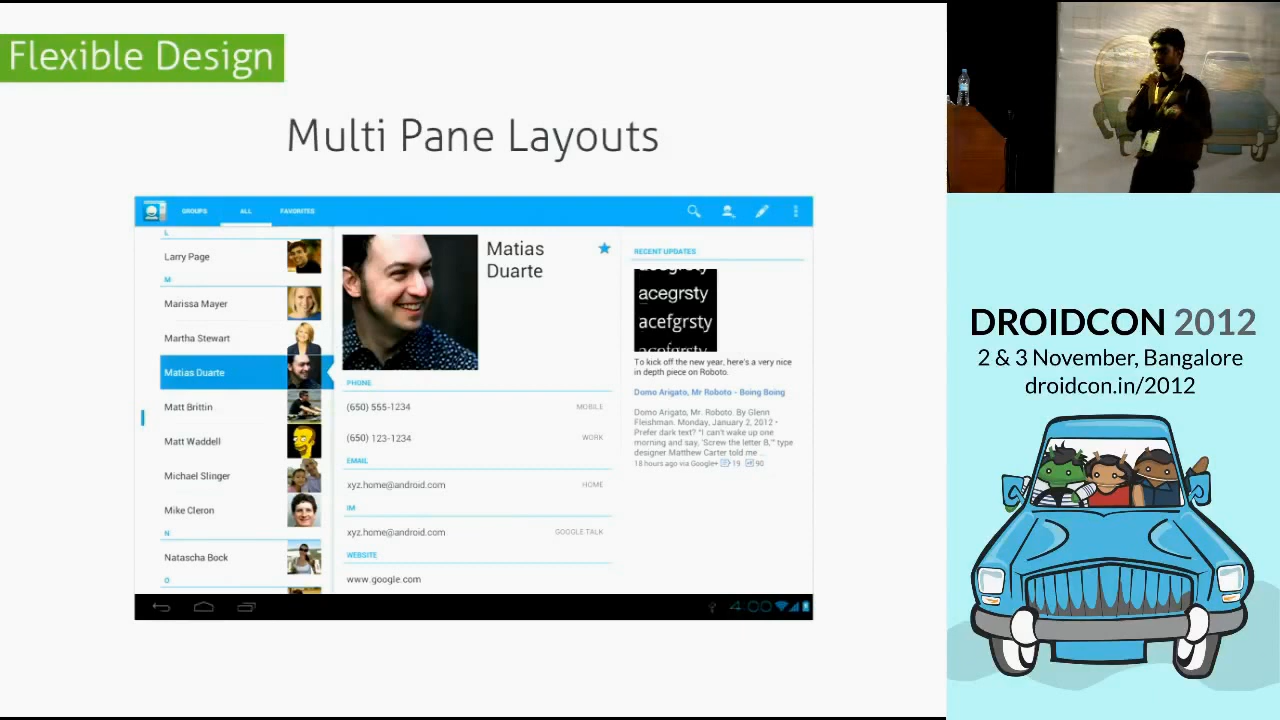 Flexible Design
Multi Pane Layouts
GROUPS
ALL
FAVORITES
L
Larry Page
M
Marissa Mayer
Martha Stewart
Matias Duarte
Matt Brittin
Matt Waddell
Michael Slinger
Mike Cleron
N
Natascha Bock
O
Matias
Duarte
PHONE
(650) 555-1234 MOBILE
(650) 123-1234 WORK
EMAIL
xyz.home@android.com HOME
IM
xyz.home@android.com GOOGLE TALK
WEBSITE
www.google.com
RECENT UPDATES
acegrsty
acegrsty
acefgrsty
acefgrsty
To kick off the new year, here's a very nice
in depth piece on Roboto.
Domo Arigato, Mr Roboto - Boing Boing
Domo Arigato, Mr. Roboto. By Glenn
Fleishman. Monday, January 2, 2012 •
Prefer dark text? "I can't wake up one
morning and say, 'Screw the letter B,'" type
designer Matthew Carter told me ...
18 hours ago via Google+ 19 90
DROIDCON 2012
2 & 3 November, Bangalore
droidcon.in/2012